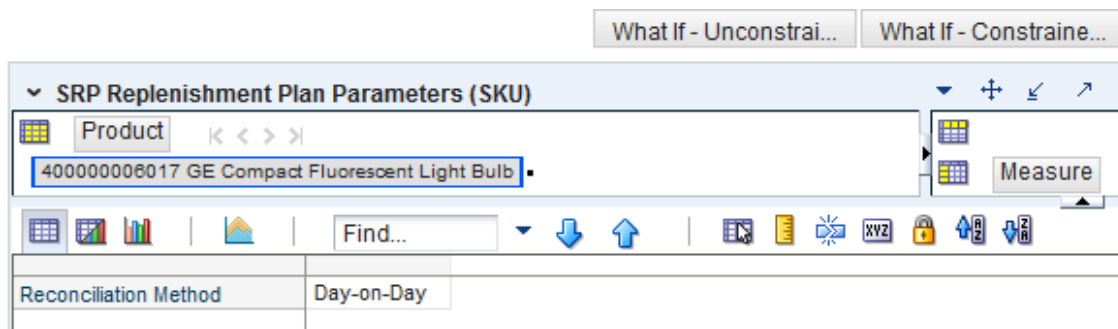 What If - Unconstrai... What If - Constraine...
SRP Replenishment Plan Parameters (SKU)
Product
Measure
400000006017 GE Compact Fluorescent Light Bulb
Find...
XYZ
A
Z
Z
A
Reconciliation Method Day-on-Day